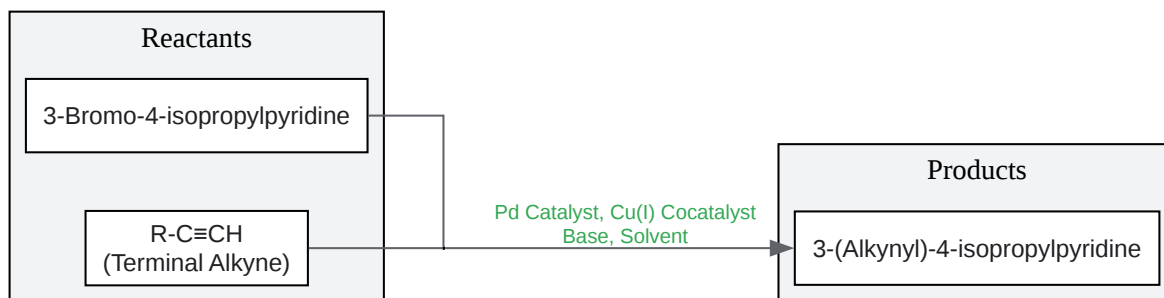 Reactants
3-Bromo-4-isopropylpyridine
R-C≡CH
(Terminal Alkyne)
Pd Catalyst, Cu(I) Cocatalyst
Base, Solvent
Products
3-(Alkynyl)-4-isopropylpyridine